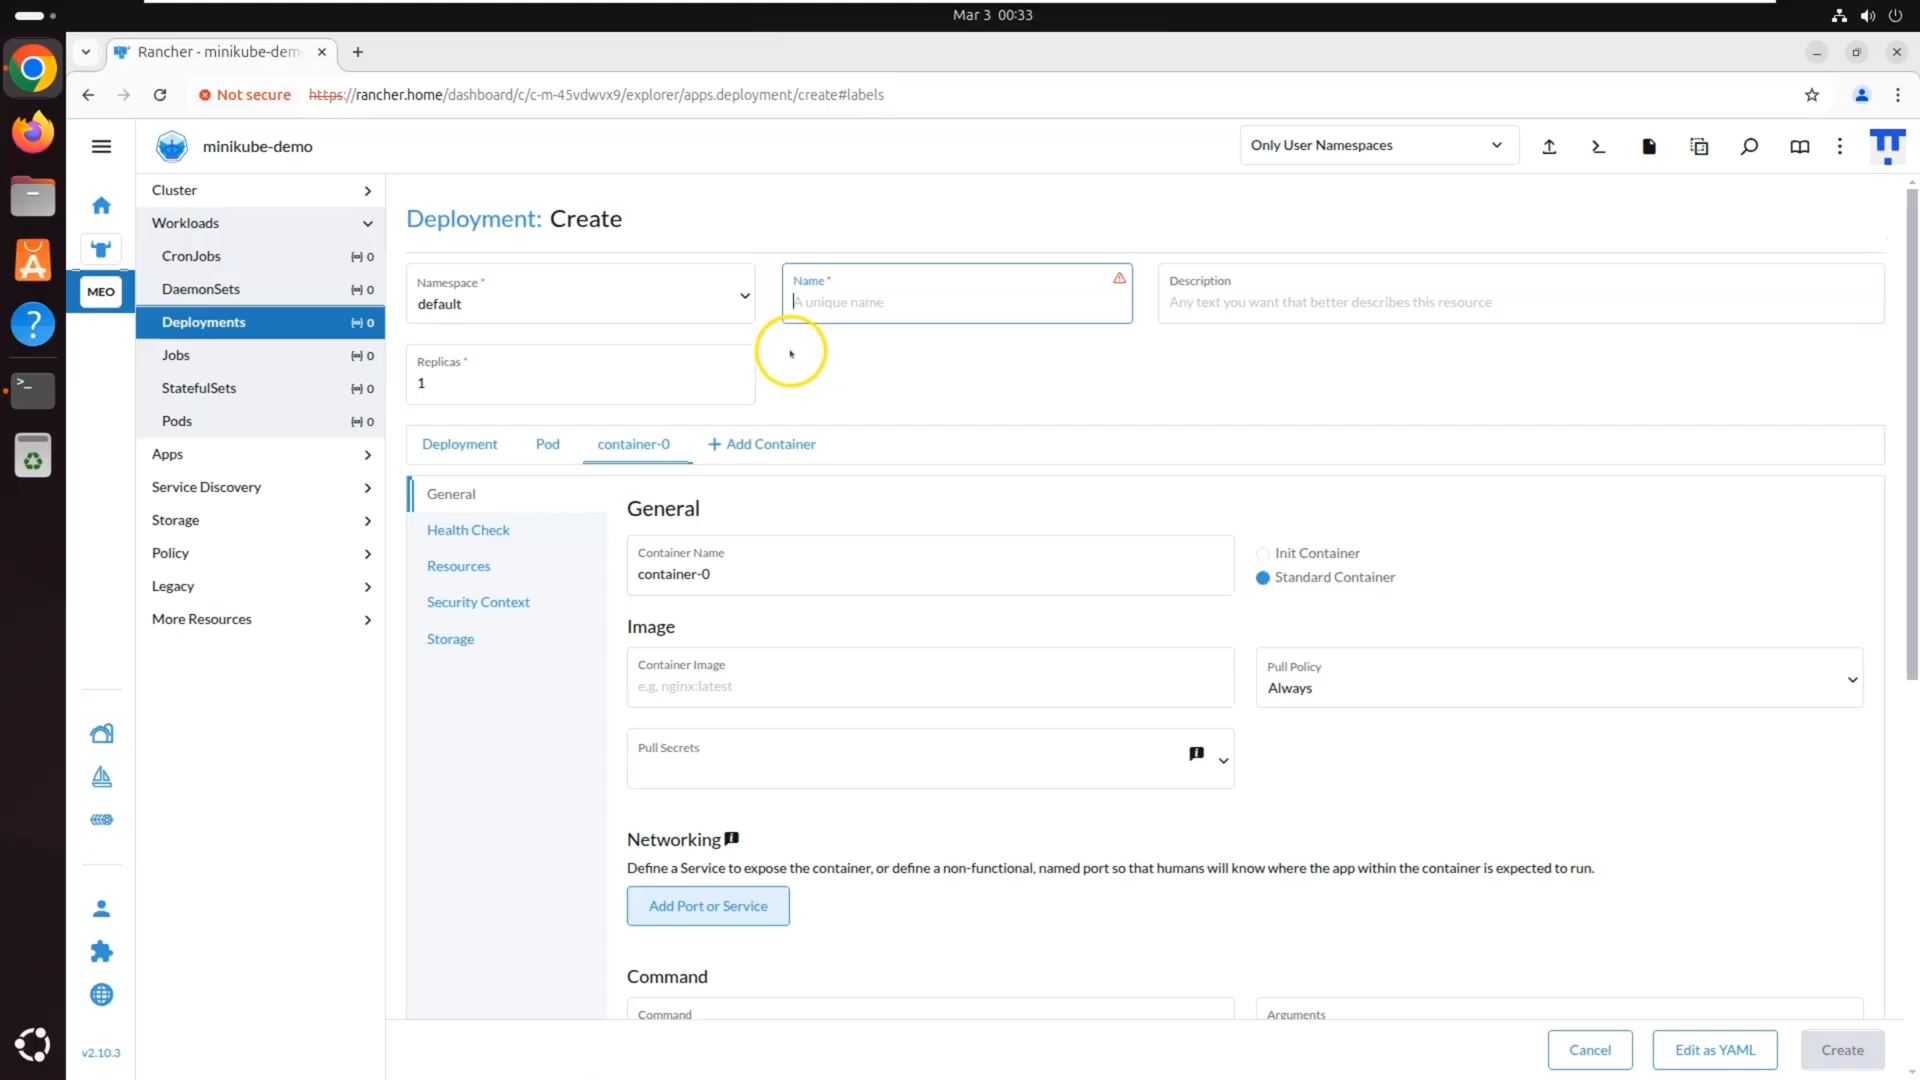 Mar 3 00:33
Rancher - minikube-dem
Not secure https://rancher.home/dashboard/c/c-m-45vdwvx9/explorer/apps.deployment/create#labels
minikube-demo
Only User Namespaces
MEO
Cluster
Workloads
CronJobs 0
DaemonSets 0
Deployments 0
Jobs 0
StatefulSets 0
Pods 0
Apps
Service Discovery
Storage
Policy
Legacy
More Resources
v2.10.3
Deployment: Create
Namespace *
default
Name *
A unique name
Description
Any text you want that better describes this resource
Replicas *
1
Deployment Pod container-0 + Add Container
General
Health Check
Resources
Security Context
Storage
General
Container Name
container-0
Init Container
Standard Container
Image
Container Image
e.g. nginx:latest
Pull Policy
Always
Pull Secrets
Networking
Define a Service to expose the container, or define a non-functional, named port so that humans will know where the app within the container is expected to run.
Add Port or Service
Command
Command
Arguments
Cancel Edit as YAML Create